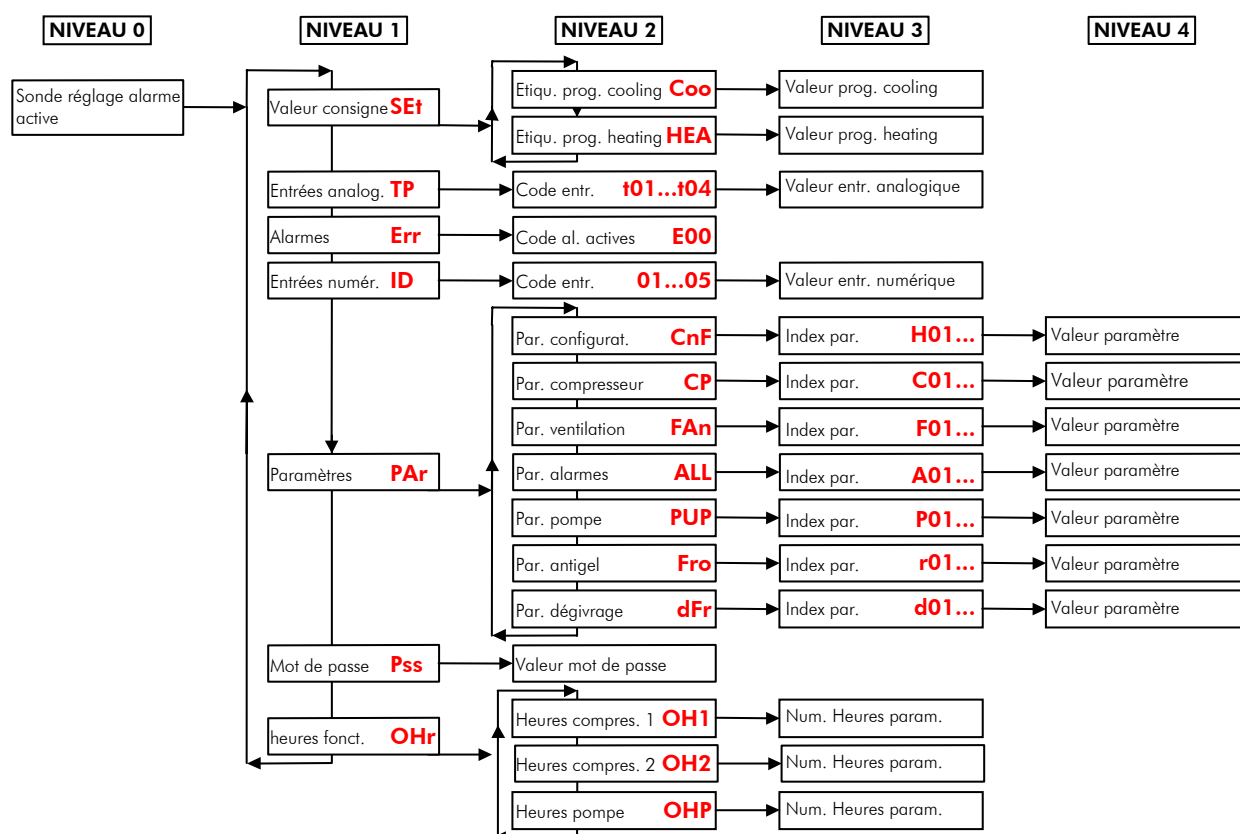 NIVEAU 0 NIVEAU 1 NIVEAU 2 NIVEAU 3 NIVEAU 4
Sonde réglage alarme
active
Valeur consigne SEt
Etiqu. prog. cooling Coo
Valeur prog. cooling
Etiqu. prog. heating HEA
Valeur prog. heating
Entrées analog. TP
Code entr. t01...t04
Valeur entr. analogique
Alarmes Err
Code al. actives E00
Entrées numér. ID
Code entr. 01...05
Valeur entr. numérique
Paramètres PAr
Par. configurat. CnF
Index par. H01...
Valeur paramètre
Par. compresseur CP
Index par. C01...
Valeur paramètre
Par. ventilation FAn
Index par. F01...
Valeur paramètre
Par. alarmes ALL
Index par. A01...
Valeur paramètre
Par. pompe PUP
Index par. P01...
Valeur paramètre
Par. antigel Fro
Index par. r01...
Valeur paramètre
Par. dégivrage dFr
Index par. d01...
Valeur paramètre
Mot de passe Pss
Valeur mot de passe
heures fonct. OHr
Heures compres. 1 OH1
Num. Heures param.
Heures compres. 2 OH2
Num. Heures param.
Heures pompe OHP
Num. Heures param.